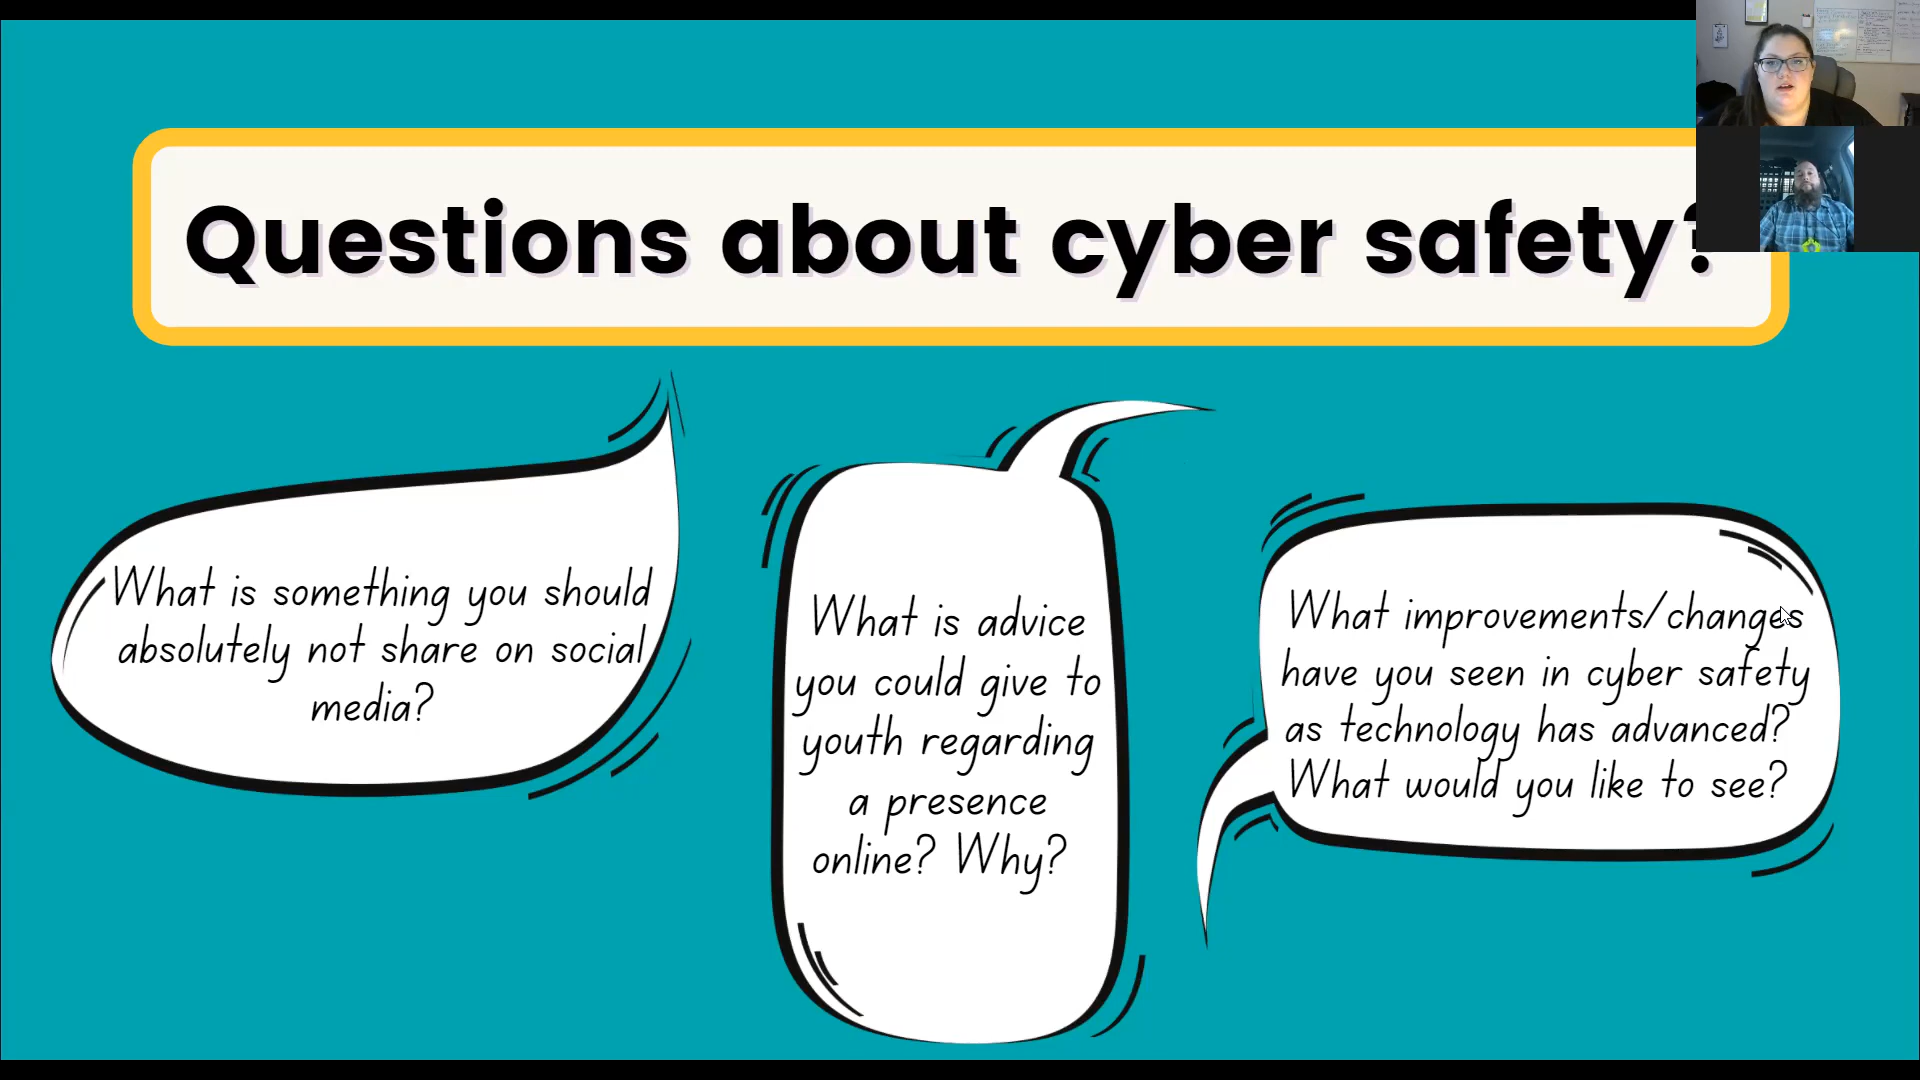 Questions about cyber safety?
What is something you should
absolutely not share on social
media?
What is advice
you could give to
youth regarding
a presence
online? Why?
What improvements/changes
have you seen in cyber safety
as technology has advanced?
What would you like to see?